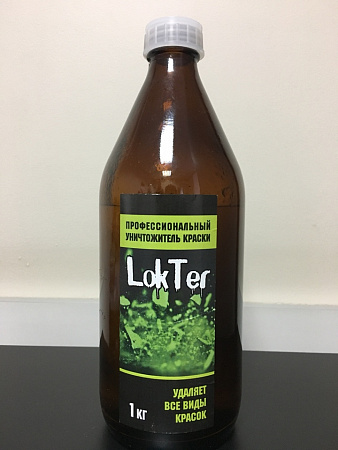 ПРОФЕССИОНАЛЬНЫЙ
УНИЧТОЖИТЕЛЬ КРАСКИ
LokTer
УДАЛЯЕТ
ВСЕ ВИДЫ
КРАСОК
1 КГ